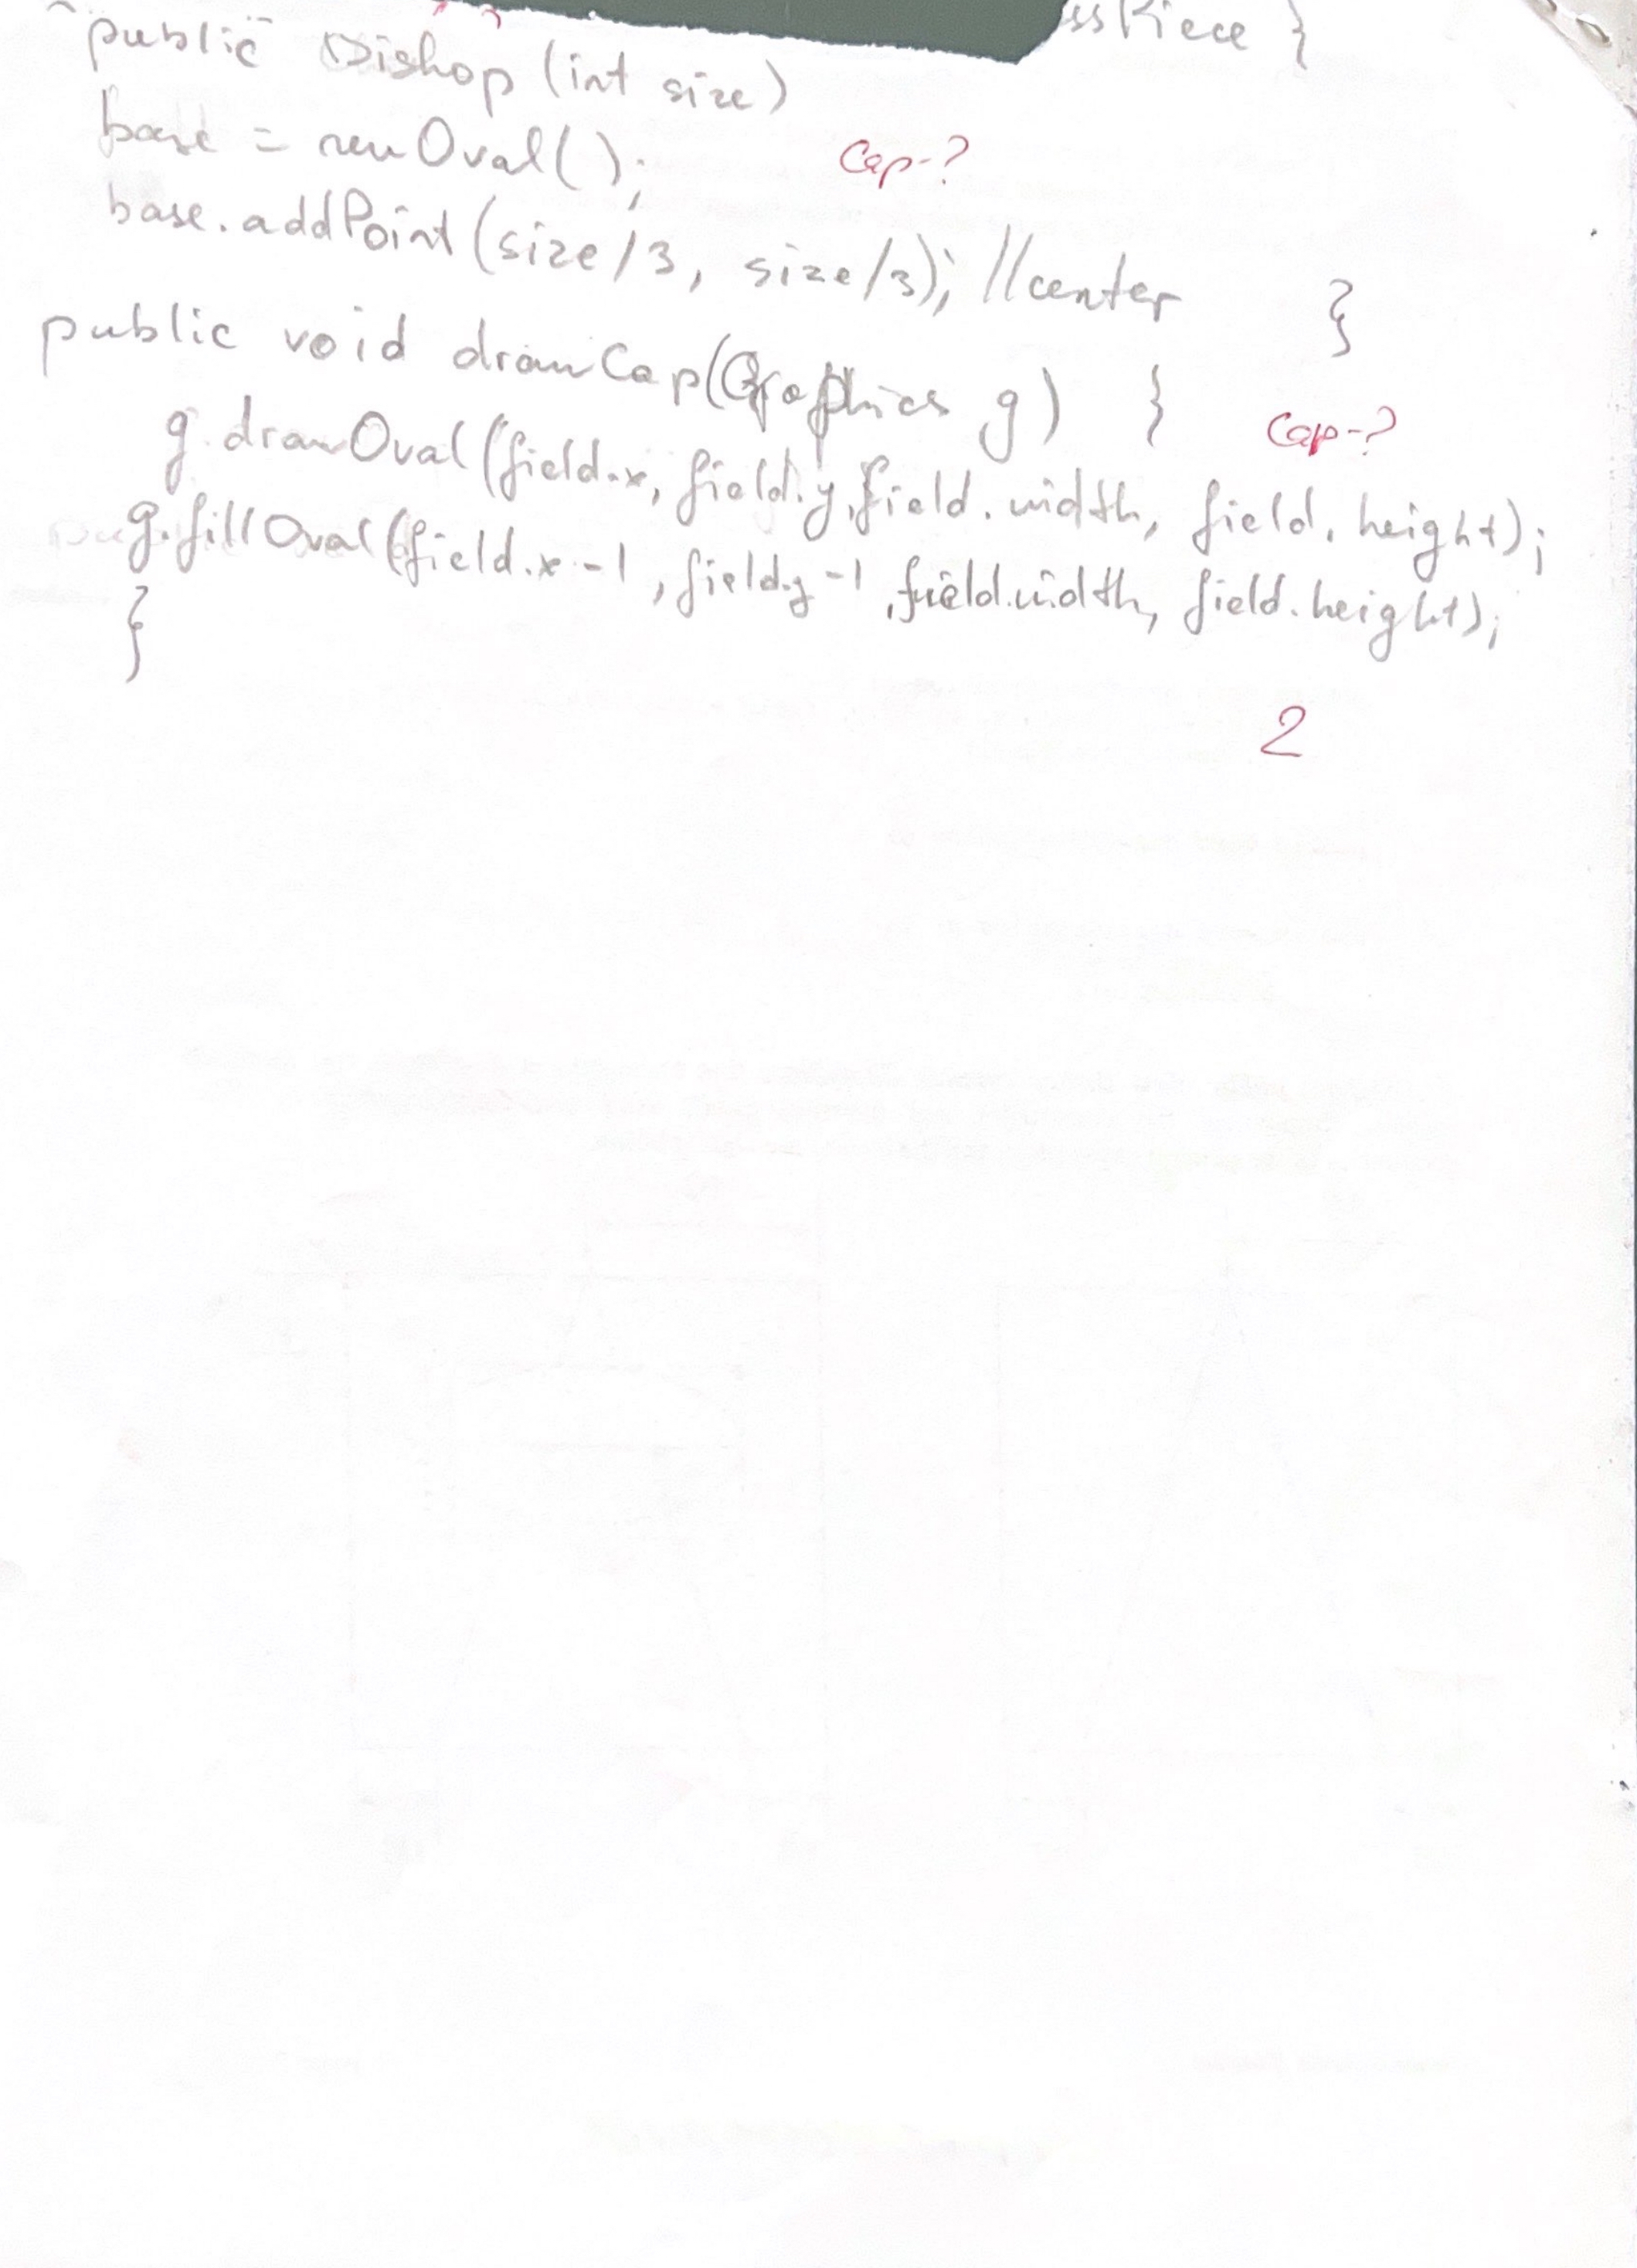 ssPiece }
public Bishop (int size)
base = new Oval();
Cap-?
base.addPoint(size/3, size/3); //center }
public void drawCap(Graphics g) }
Cap-?
g.drawOval(field.x, field.y, field.width, field.height);
g.fillOval(field.x-1, field.y-1, field.width, field.height);
}
2